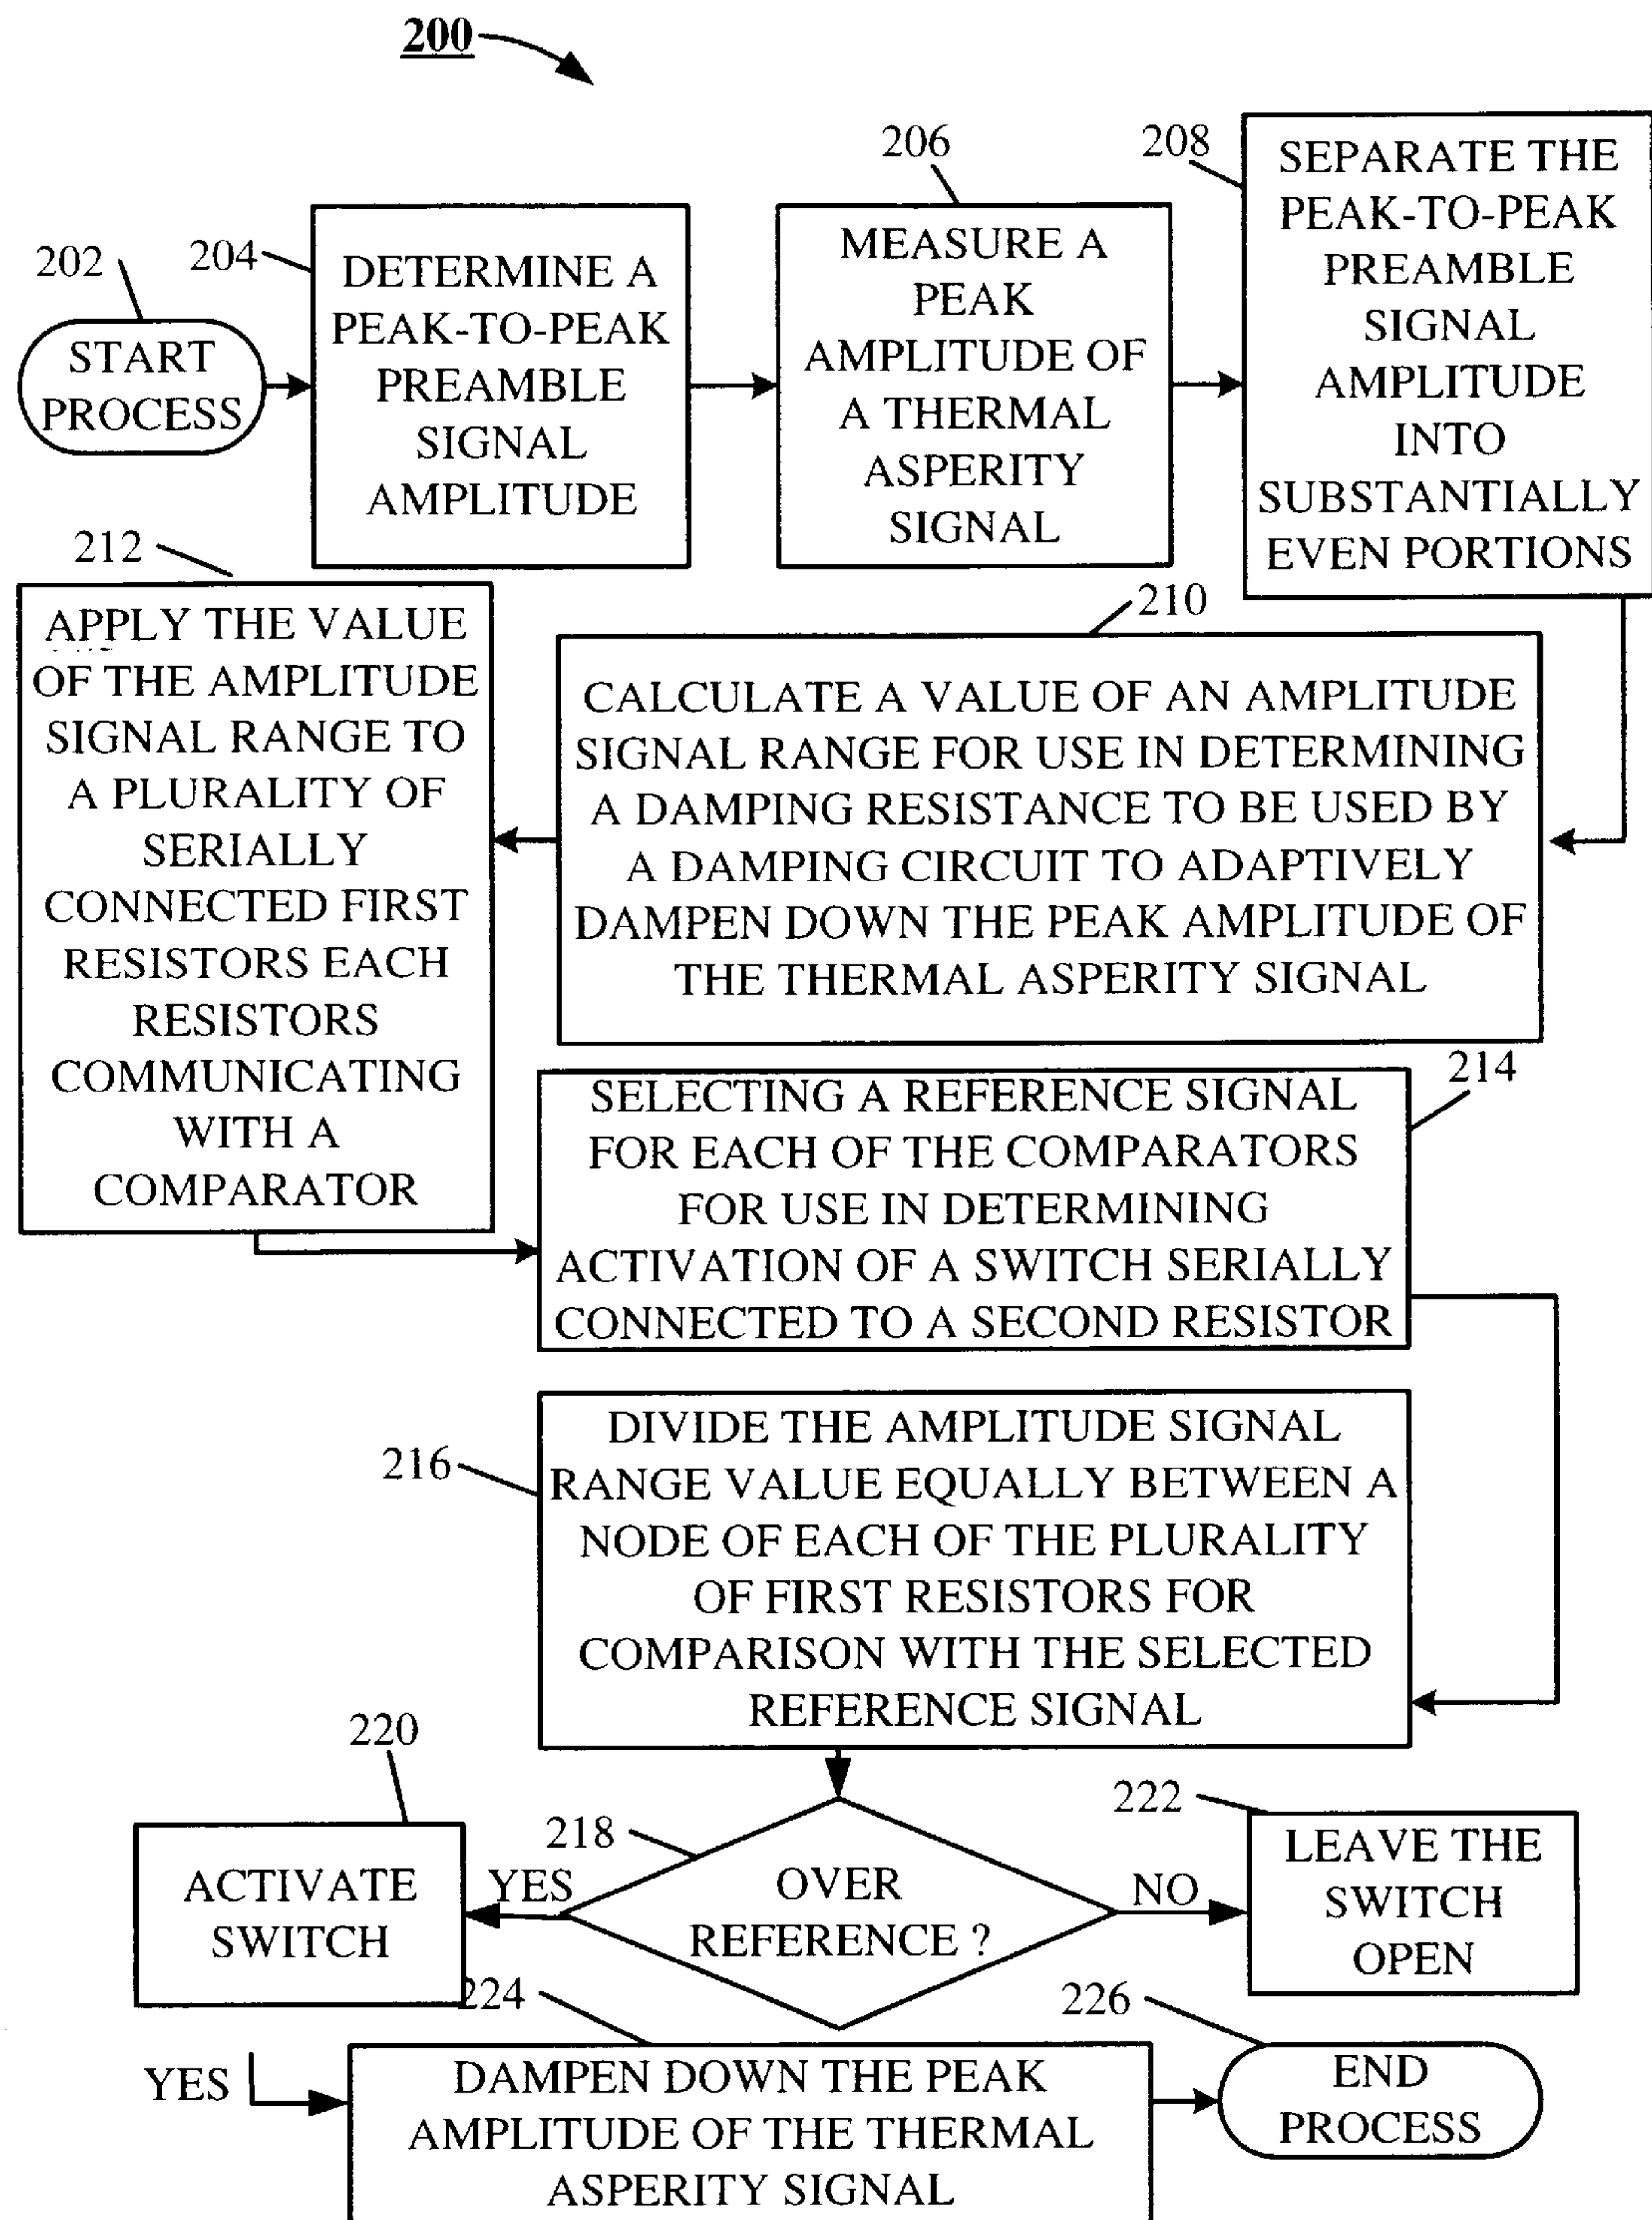 200
202
START
PROCESS
204
DETERMINE A
PEAK-TO-PEAK
PREAMBLE
SIGNAL
AMPLITUDE
206
MEASURE A
PEAK
AMPLITUDE OF
A THERMAL
ASPERITY
SIGNAL
208
SEPARATE THE
PEAK-TO-PEAK
PREAMBLE
SIGNAL
AMPLITUDE
INTO
SUBSTANTIALLY
EVEN PORTIONS
210
CALCULATE A VALUE OF AN AMPLITUDE
SIGNAL RANGE FOR USE IN DETERMINING
A DAMPING RESISTANCE TO BE USED BY
A DAMPING CIRCUIT TO ADAPTIVELY
DAMPEN DOWN THE PEAK AMPLITUDE OF
THE THERMAL ASPERITY SIGNAL
212
APPLY THE VALUE
OF THE AMPLITUDE
SIGNAL RANGE TO
A PLURALITY OF
SERIALLY
CONNECTED FIRST
RESISTORS EACH
RESISTORS
COMMUNICATING
WITH A
COMPARATOR
214
SELECTING A REFERENCE SIGNAL
FOR EACH OF THE COMPARATORS
FOR USE IN DETERMINING
ACTIVATION OF A SWITCH SERIALLY
CONNECTED TO A SECOND RESISTOR
216
DIVIDE THE AMPLITUDE SIGNAL
RANGE VALUE EQUALLY BETWEEN A
NODE OF EACH OF THE PLURALITY
OF FIRST RESISTORS FOR
COMPARISON WITH THE SELECTED
REFERENCE SIGNAL
218
OVER
REFERENCE ?
YES
220
ACTIVATE
SWITCH
NO
222
LEAVE THE
SWITCH
OPEN
YES
224
DAMPEN DOWN THE PEAK
AMPLITUDE OF THE THERMAL
ASPERITY SIGNAL
226
END
PROCESS